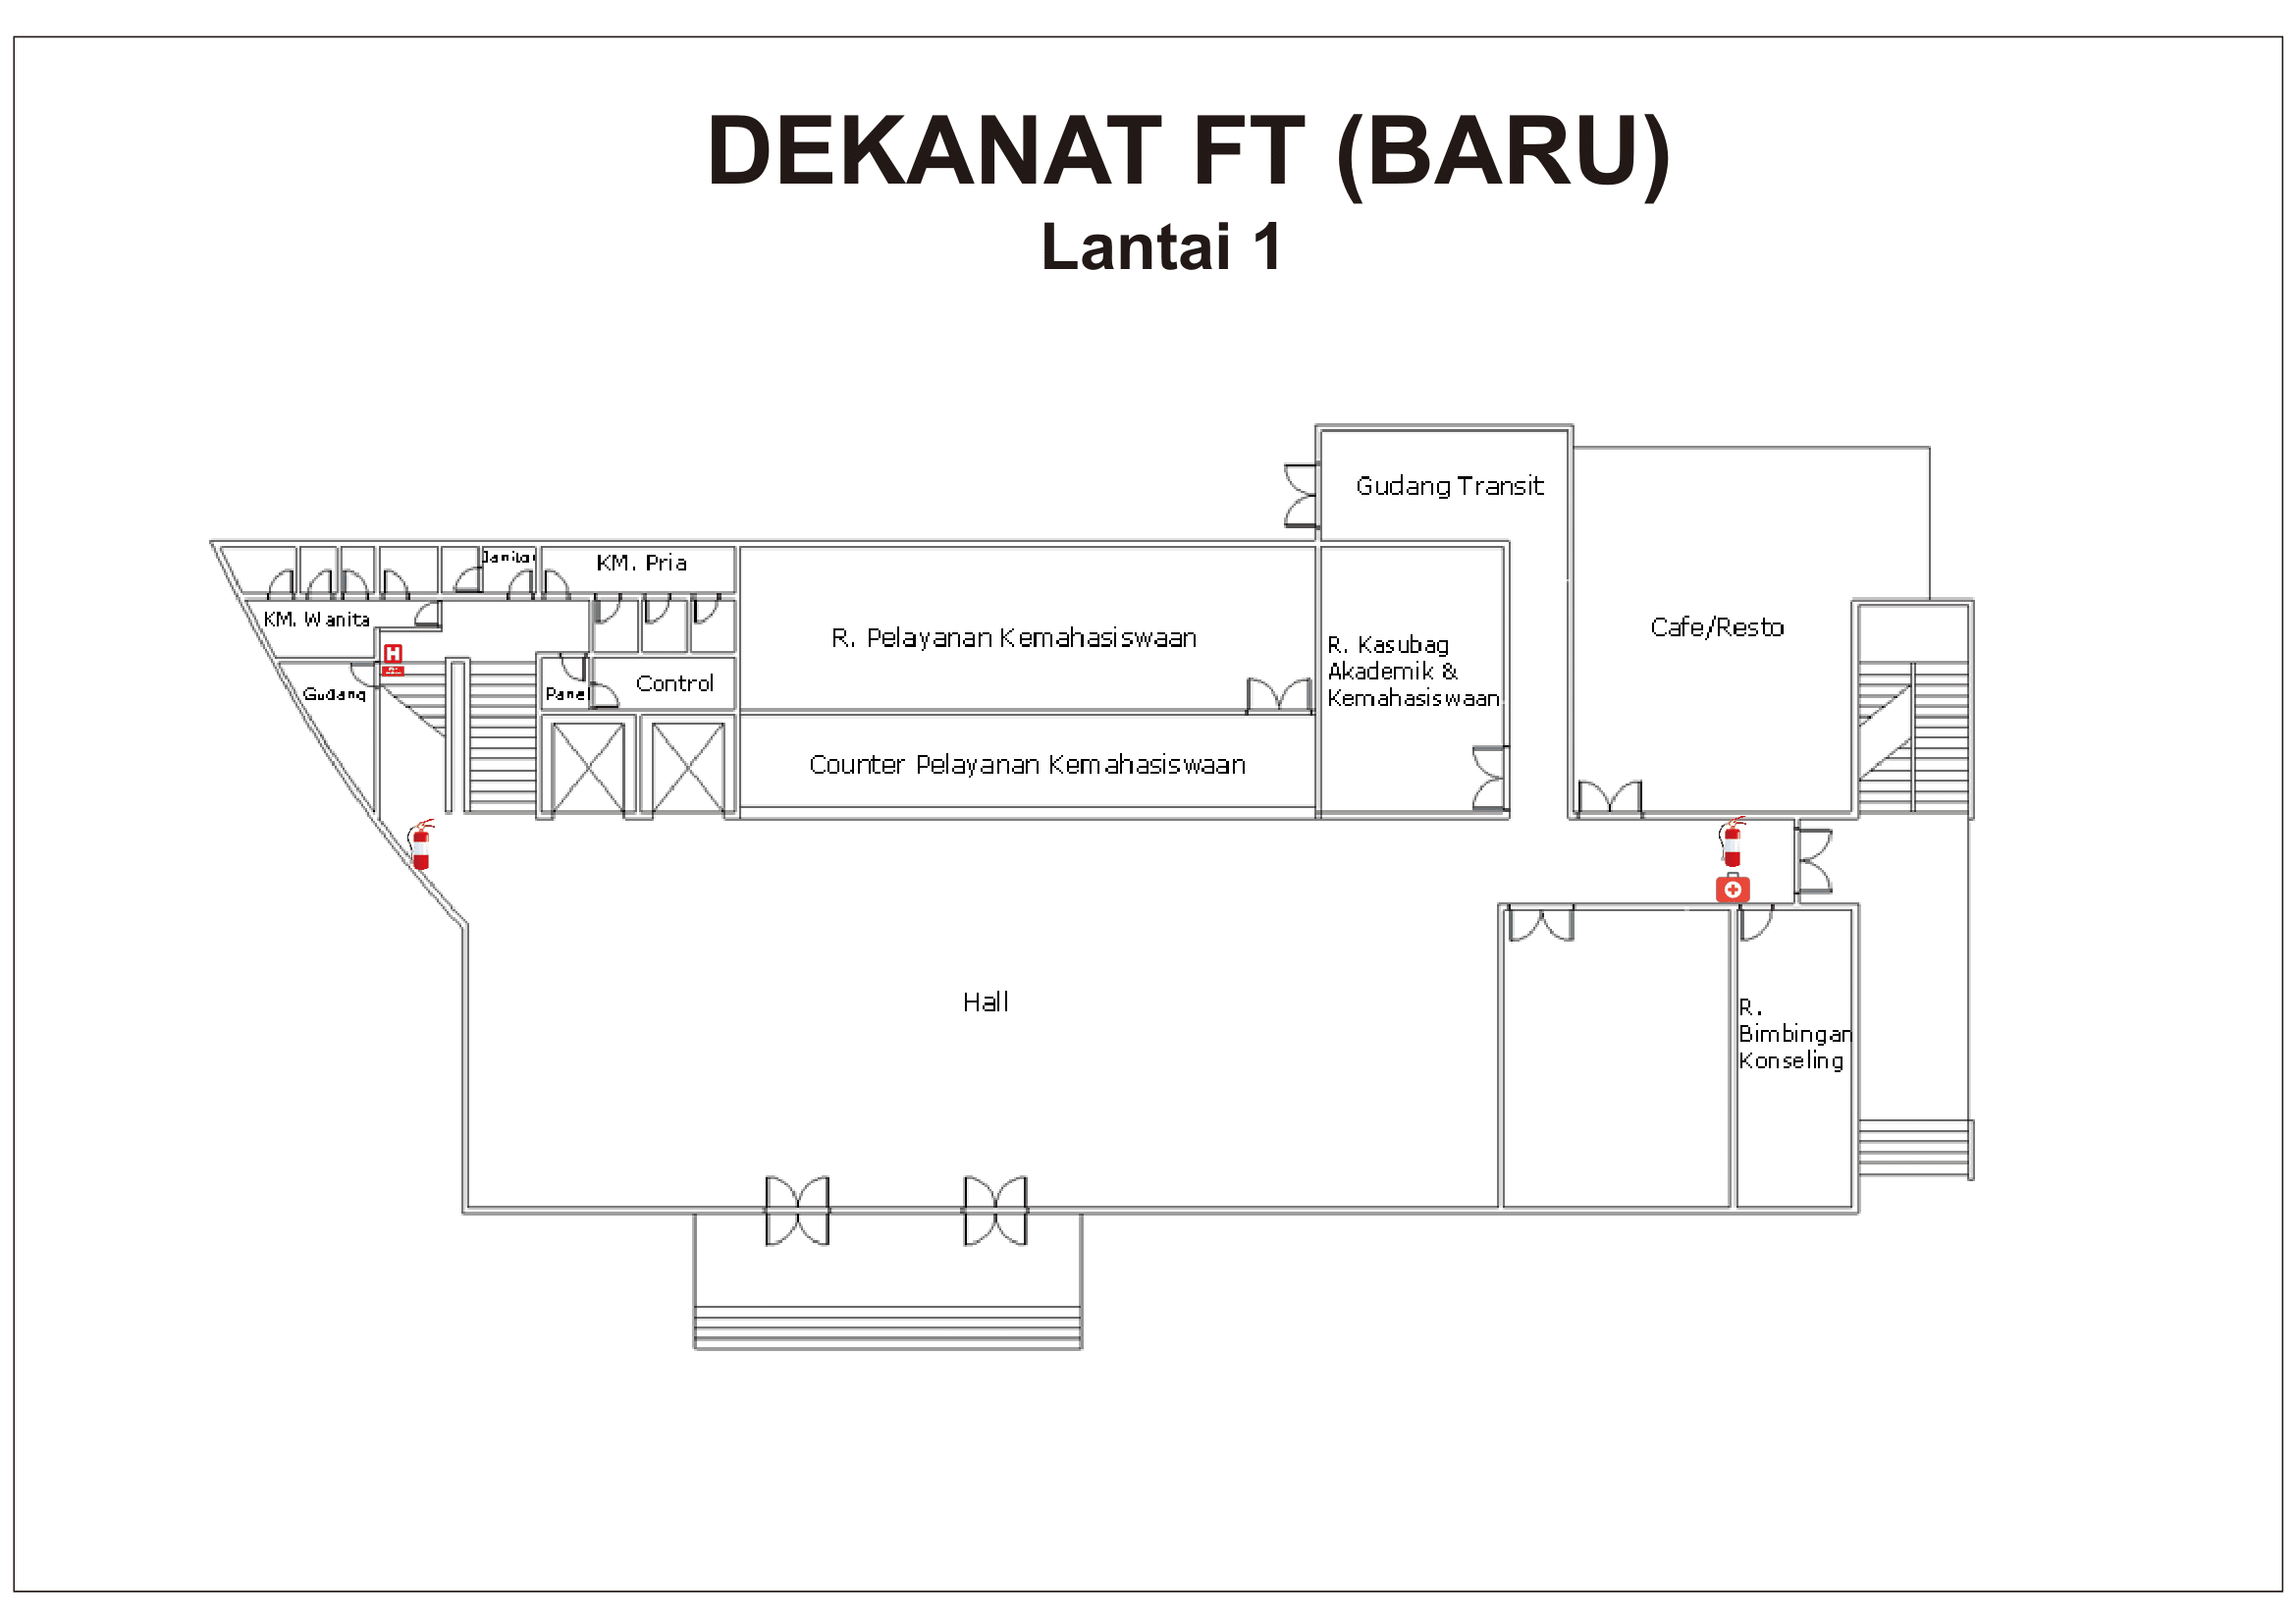 DEKANAT FT (BARU)
Lantai 1
Gudang Transit
Janitor
KM. Pria
KM. Wanita
R. Pelayanan Kemahasiswaan
R. Kasubag
Akademik &
Kemahasiswaan
Cafe/Resto
Gudang
Panel
Control
Counter Pelayanan Kemahasiswaan
H
Hall
R.
Bimbingan
Konseling